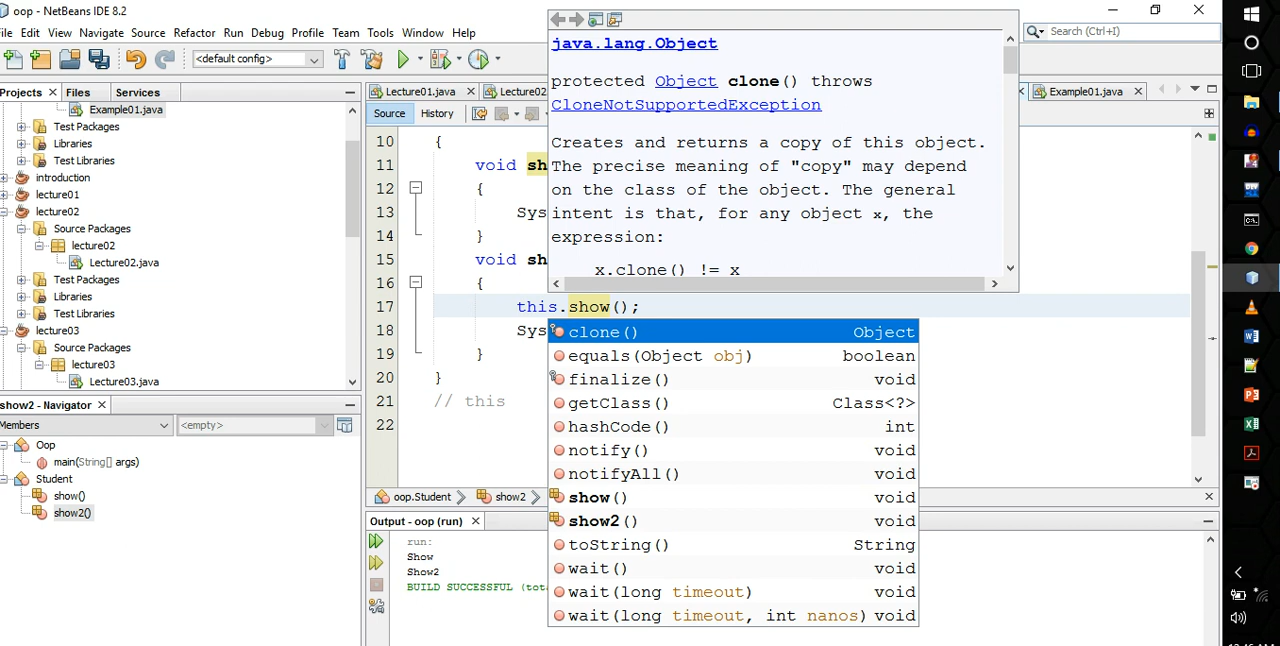 oop - NetBeans IDE 8.2
ile Edit View Navigate Source Refactor Run Debug Profile Team Tools Window Help
Search (Ctrl+I)
<default config>
Projects Files Services
Example01.java
Test Packages
Libraries
Test Libraries
introduction
lecture01
lecture02
Source Packages
lecture02
Lecture02.java
Test Packages
Libraries
Test Libraries
lecture03
Source Packages
lecture03
Lecture03.java
show2 - Navigator
Members <empty>
Oop
main(String[] args)
Student
show()
show2()
Lecture01.java Lecture02 Example01.java
Source History
10 {
11 void sh
12 {
13 Sys
14 }
15 void sh
16 {
17 this.show();
18 Sys
19 }
20 }
21 // this
22
java.lang.Object
protected Object clone() throws
CloneNotSupportedException
Creates and returns a copy of this object.
The precise meaning of "copy" may depend
on the class of the object. The general
intent is that, for any object x, the
expression:
x.clone() != x
clone() Object
equals(Object obj) boolean
finalize() void
getClass() Class<?>
hashCode() int
notify() void
notifyAll() void
show() void
show2() void
toString() String
wait() void
wait(long timeout) void
wait(long timeout, int nanos) void
oop.Student show2
Output - oop (run)
run:
Show
Show2
BUILD SUCCESSFUL (tot